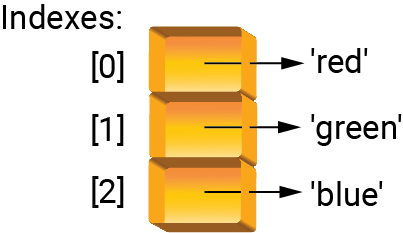 Indexes:
[0] 'red'
[1] 'green'
[2] 'blue'